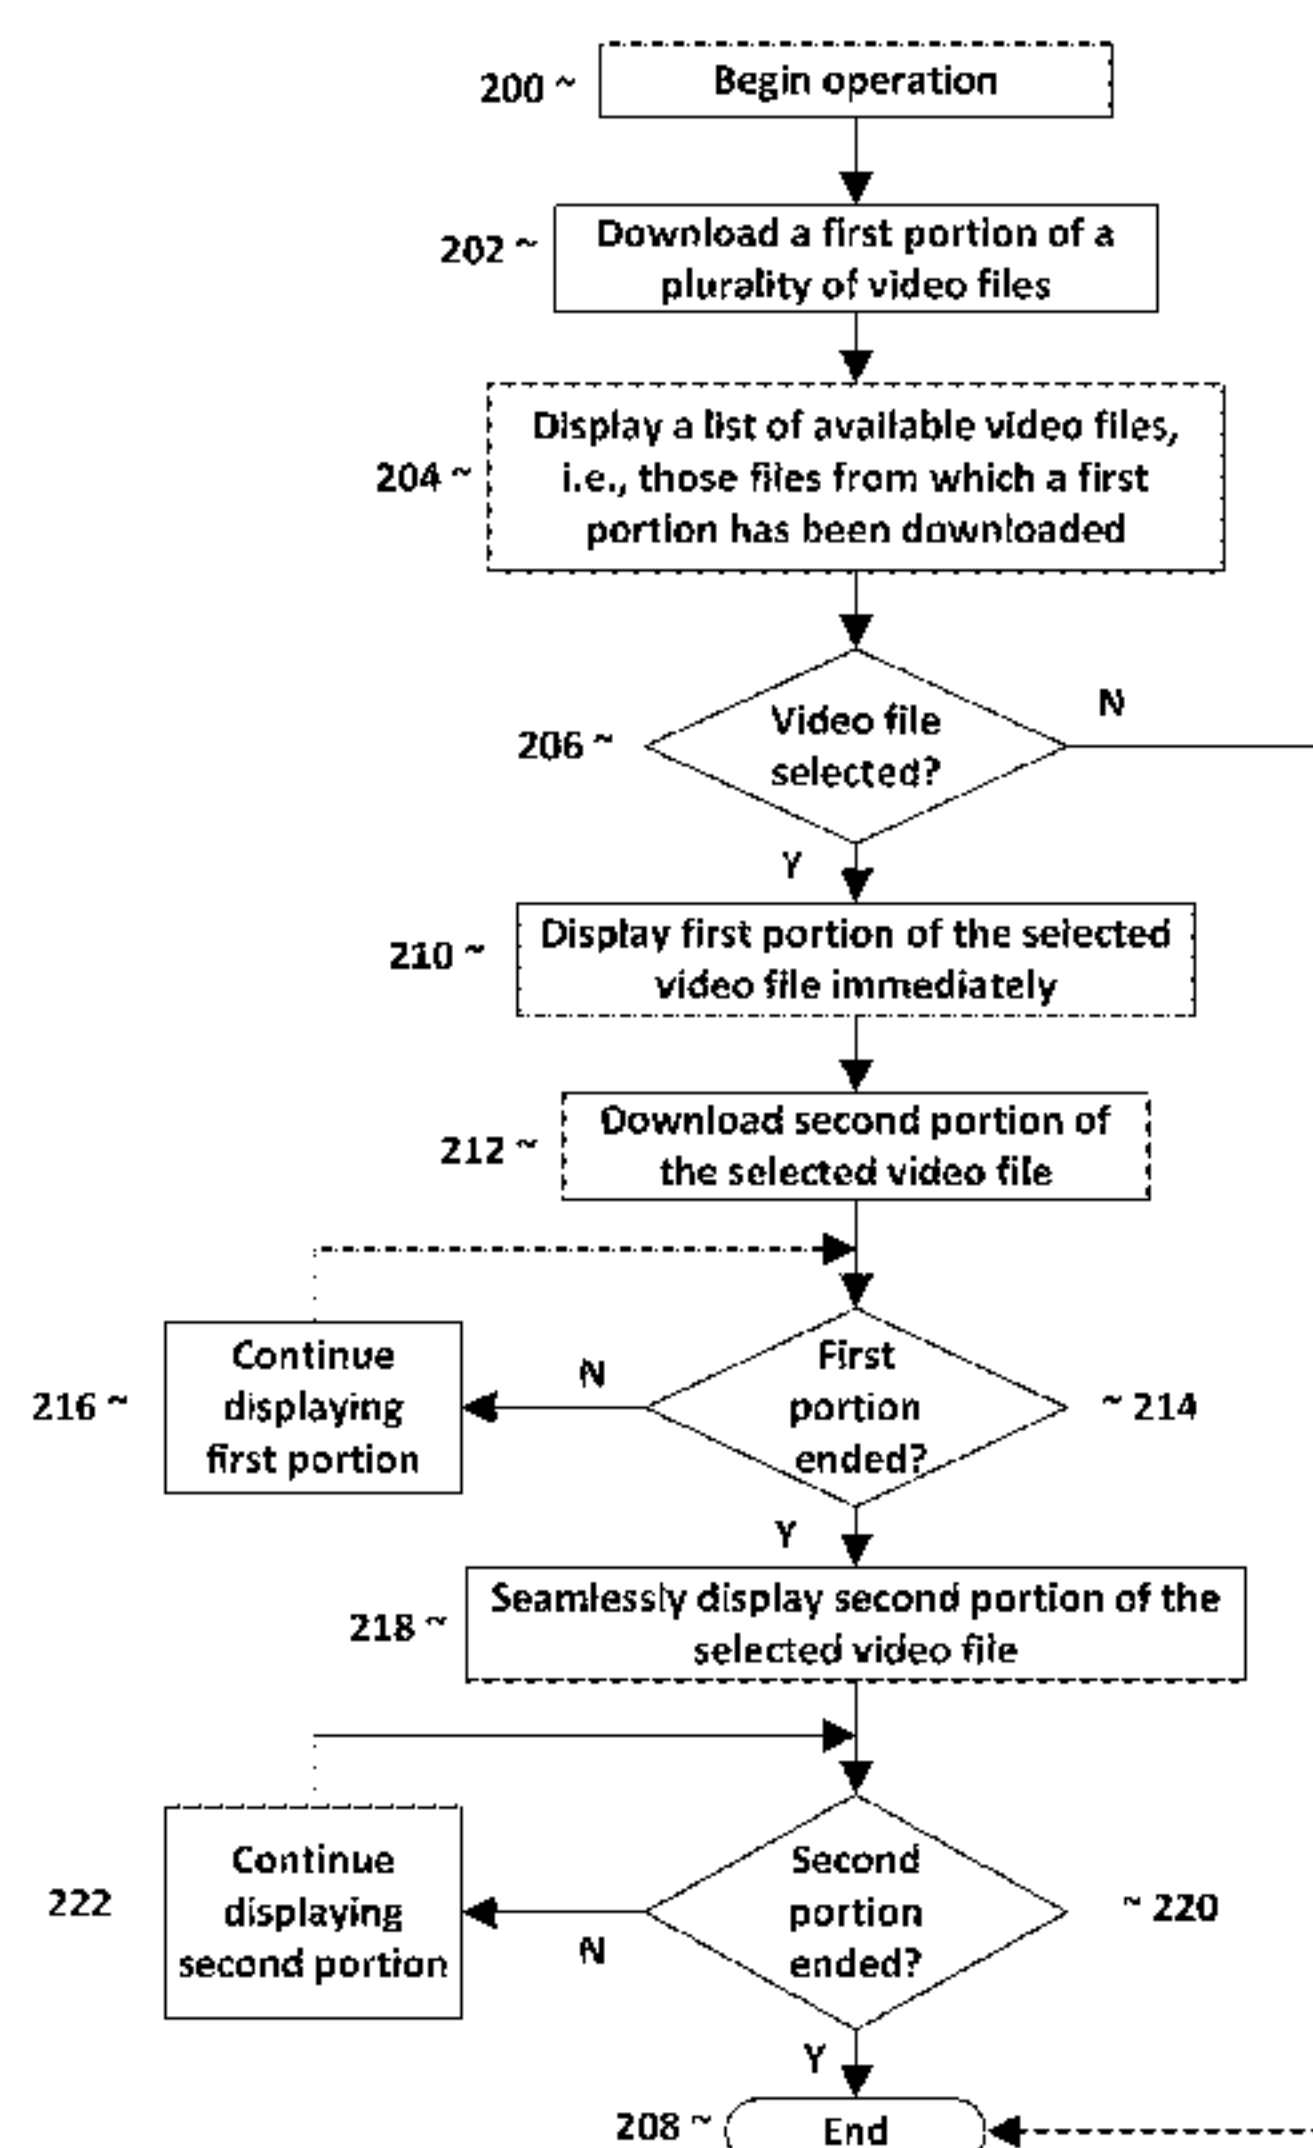 200 ~
Begin operation
202 ~
Download a first portion of a
plurality of video files
204 ~
Display a list of available video files,
i.e., those files from which a first
portion has been downloaded
206 ~
Video file
selected?
N
Y
210 ~
Display first portion of the selected
video file immediately
212 ~
Download second portion of
the selected video file
216 ~
Continue
displaying
first portion
N
First
portion
ended?
~ 214
Y
218 ~
Seamlessly display second portion of the
selected video file
222
Continue
displaying
second portion
N
Second
portion
ended?
~ 220
Y
208 ~
End